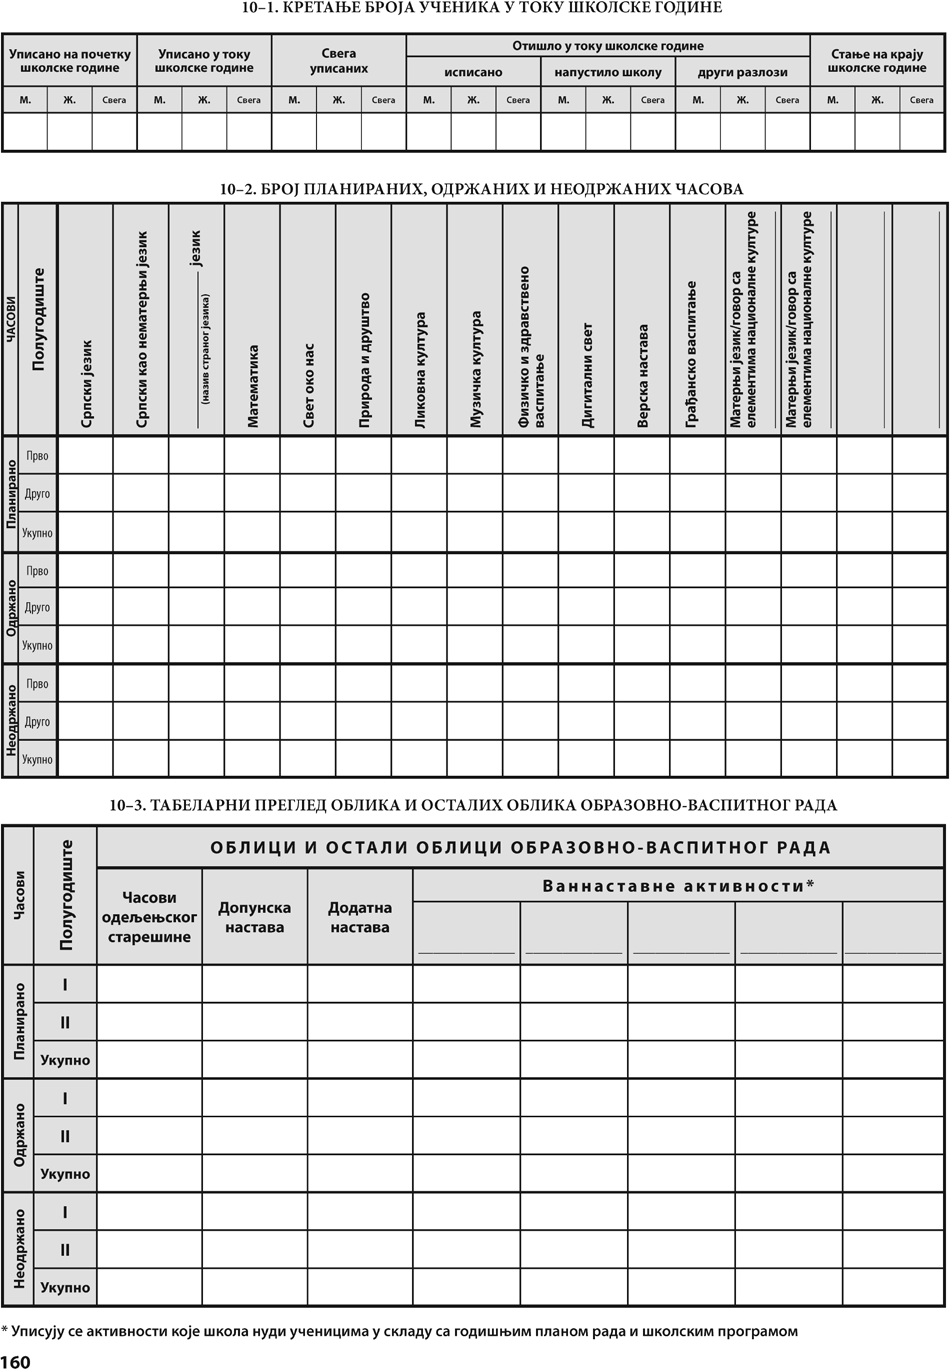 10–1. КРЕТАЊЕ БРОЈА УЧЕНИКА У ТОКУ ШКОЛСКЕ ГОДИНЕ
Уписано на почетку
школске године
Уписано у току
школске године
Свега
уписаних
Отишло у току школске године
исписано
напустило школу
други разлози
Стање на крају
школске године
М. Ж. Свега М. Ж. Свега М. Ж. Свега М. Ж. Свега М. Ж. Свега М. Ж. Свега М. Ж. Свега
10–2. БРОЈ ПЛАНИРАНИХ, ОДРЖАНИХ И НЕОДРЖАНИХ ЧАСОВА
ЧАСОВИ
Полугодиште
Српски језик
Српски као нематерњи језик
језик
(назив страног језика)
Математика
Свет око нас
Природа и друштво
Ликовна култура
Музичка култура
Физичко и здравствено
васпитање
Дигитални свет
Верска настава
Грађанско васпитање
Матерњи језик/говор са
елементима националне културе
Матерњи језик/говор са
елементима националне културе
Планирано
Прво
Друго
Укупно
Одржано
Прво
Друго
Укупно
Неодржано
Прво
Друго
Укупно
10–3. ТАБЕЛАРНИ ПРЕГЛЕД ОБЛИКА И ОСТАЛИХ ОБЛИКА ОБРАЗОВНО-ВАСПИТНОГ РАДА
Часови
Полугодиште
ОБЛИЦИ И ОСТАЛИ ОБЛИЦИ ОБРАЗОВНО-ВАСПИТНОГ РАДА
Часови
одељењског
старешине
Допунска
настава
Додатна
настава
Ваннаставне активности*
Планирано
I
II
Укупно
Одржано
I
II
Укупно
Неодржано
I
II
Укупно
* Уписују се активности које школа нуди ученицима у складу са годишњим планом рада и школским програмом
160